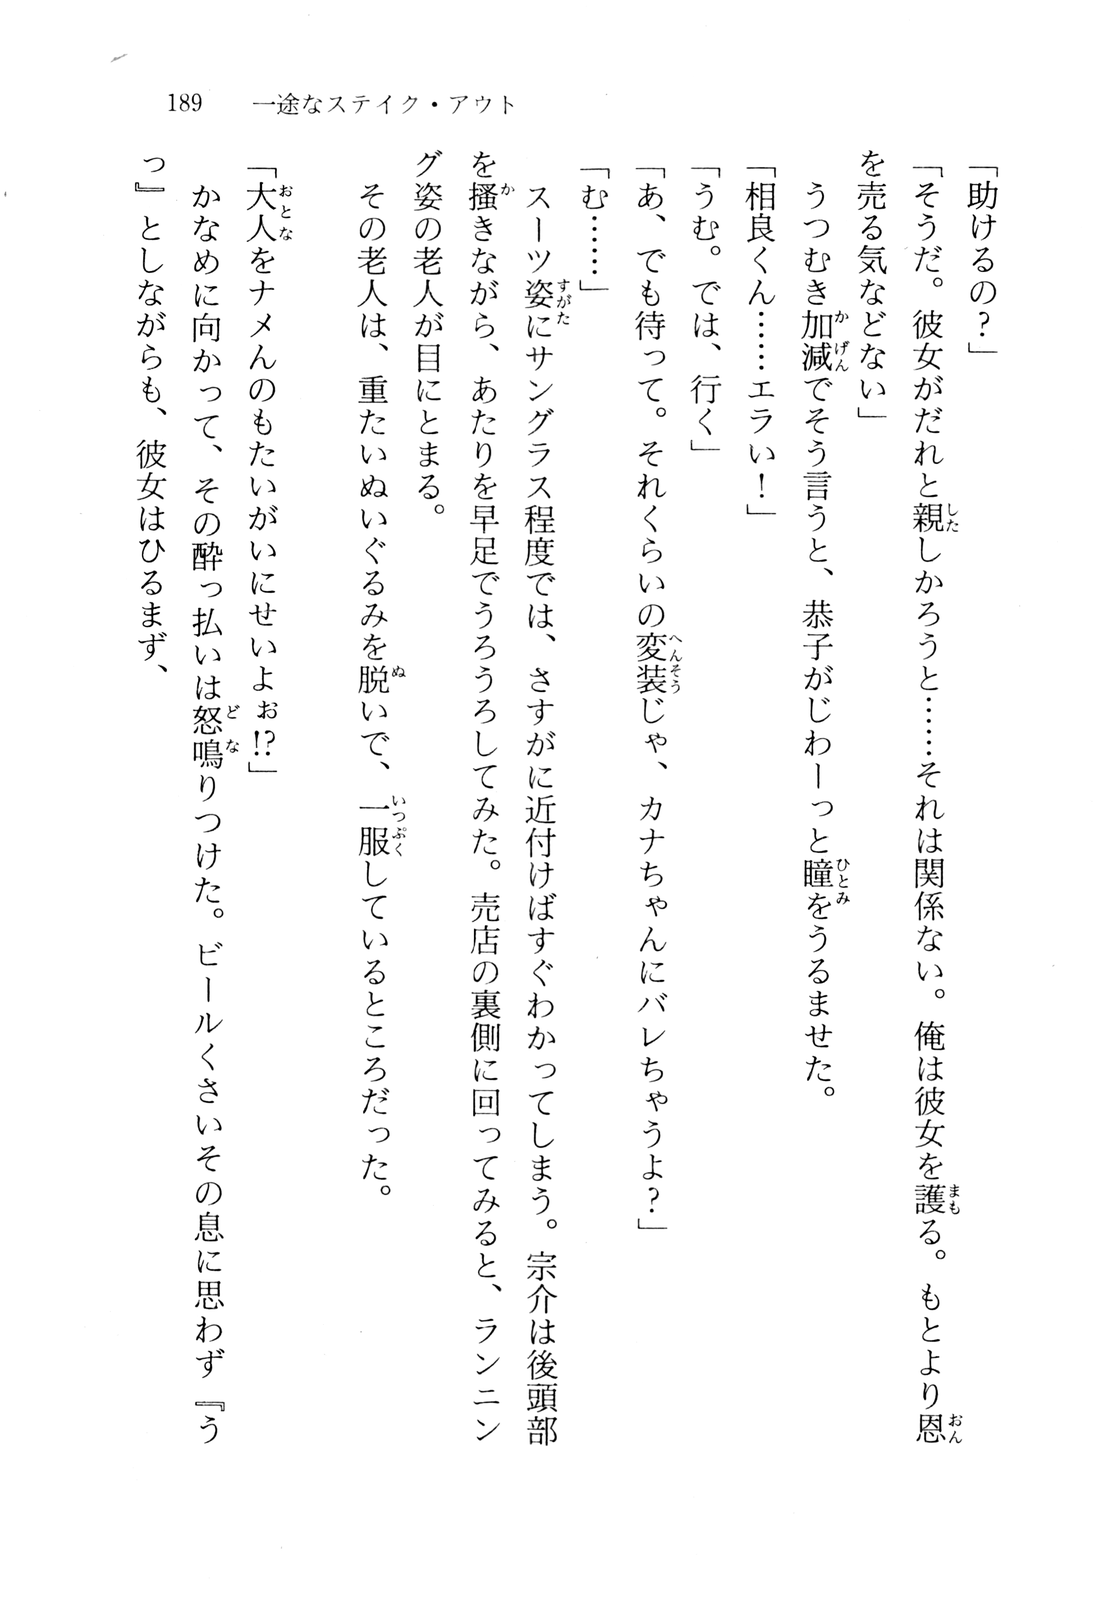 189　一途なステイク・アウト
「助けるの？」
「そうだ。彼女がだれと親しかろうと……それは関係ない。俺は彼女を護る。もとより恩
を売る気などない」
　うつむき加減でそう言うと、恭子がじわーっと瞳をうるませた。
「相良くん……エラい！」
「うむ。では、行く」
「あ、でも待って。それくらいの変装じゃ、カナちゃんにバレちゃうよ？」
「む……」
　スーツ姿にサングラス程度では、さすがに近付けばすぐわかってしまう。宗介は後頭部
を掻きながら、あたりを早足でうろうろしてみた。売店の裏側に回ってみると、ランニン
グ姿の老人が目にとまる。
　その老人は、重たいぬいぐるみを脱いで、一服しているところだった。
「大人をナメんのもたいがいにせいよぉ!?」
　かなめに向かって、その酔っ払いは怒鳴りつけた。ビールくさいその息に思わず『う
っ』としながらも、彼女はひるまず、